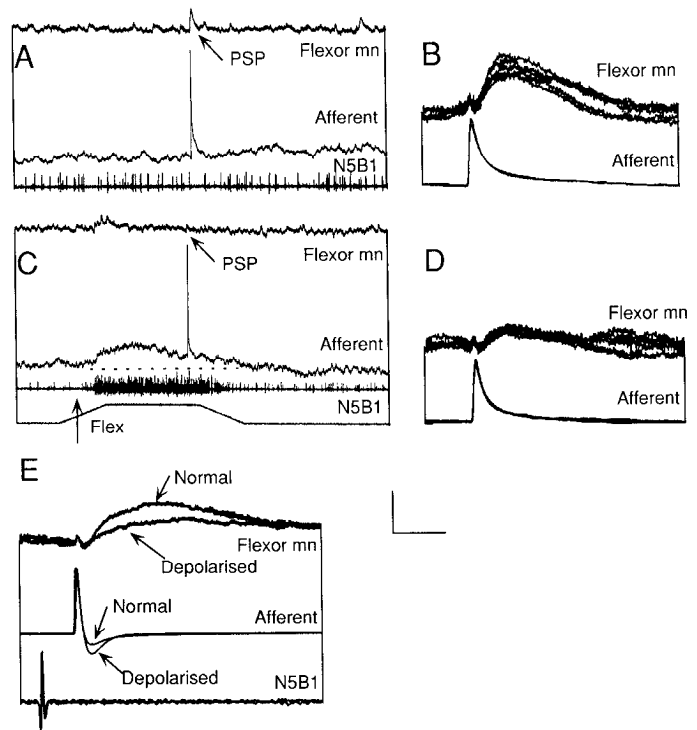 A
Flexor mn
PSP
Afferent
N5B1
B
Flexor mn
Afferent
C
Flexor mn
PSP
Afferent
N5B1
Flex
D
Flexor mn
Afferent
E
Normal
Flexor mn
Depolarised
Normal
Afferent
Depolarised
N5B1